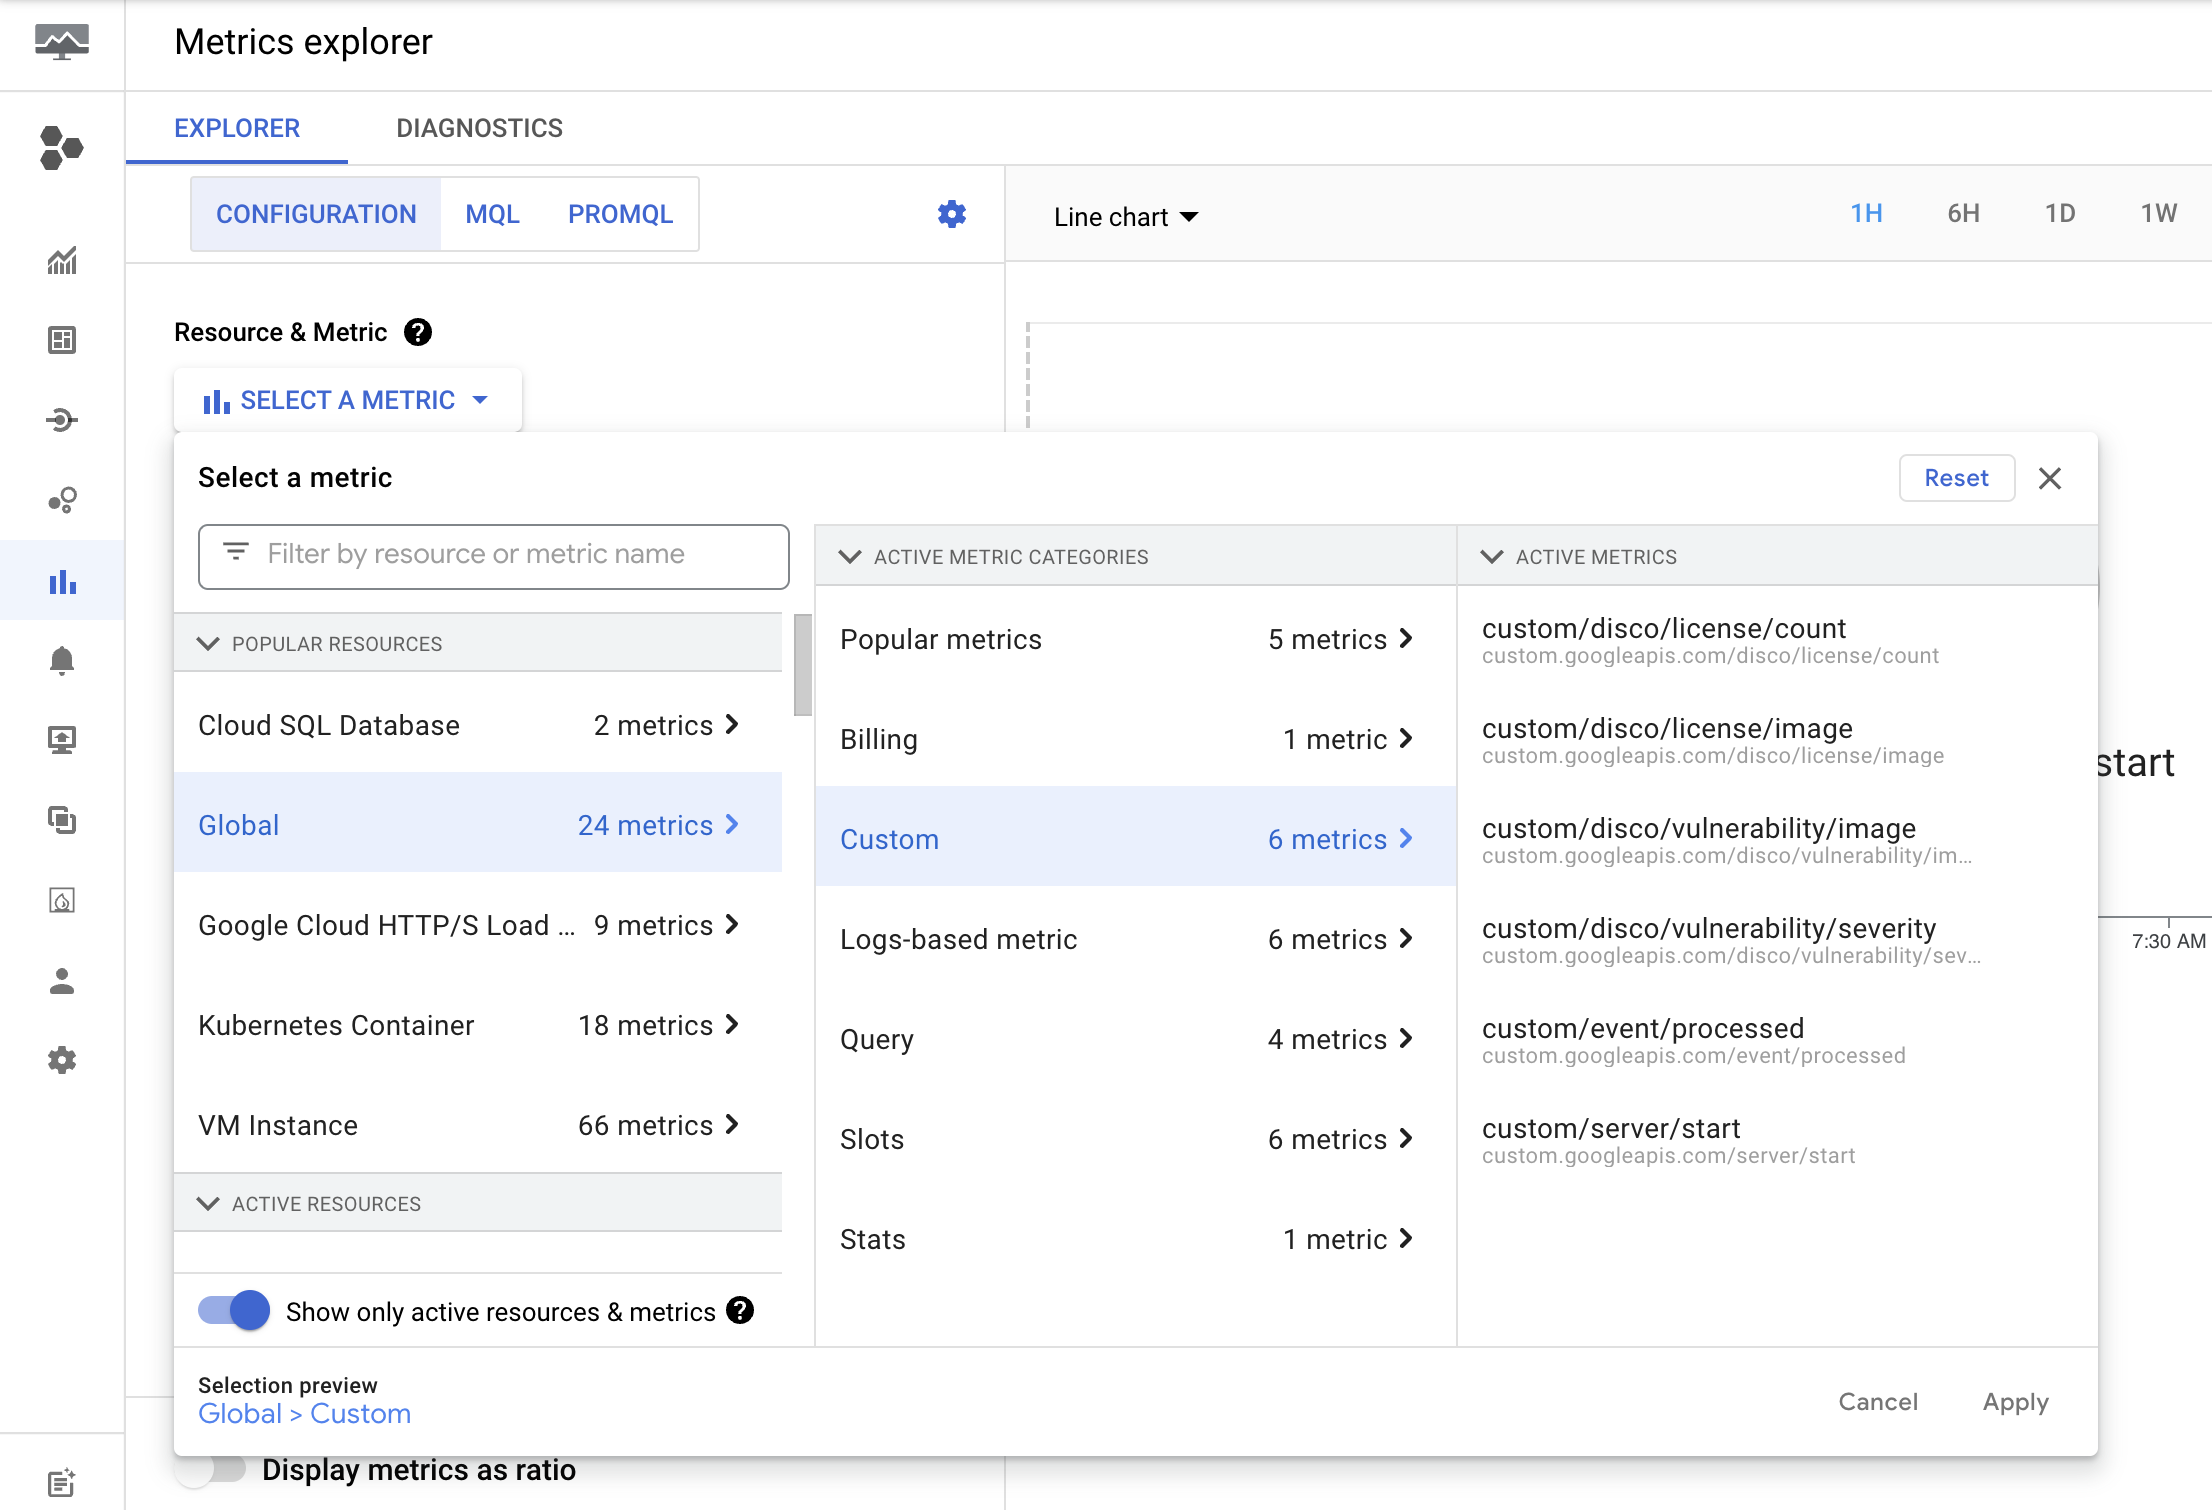 Metrics explorer
EXPLORER
DIAGNOSTICS
CONFIGURATION
MQL
PROMQL
Line chart
1H
6H
1D
1W
Resource & Metric
SELECT A METRIC
Select a metric
Reset
Filter by resource or metric name
POPULAR RESOURCES
Cloud SQL Database 2 metrics
Global 24 metrics
Google Cloud HTTP/S Load ... 9 metrics
Kubernetes Container 18 metrics
VM Instance 66 metrics
ACTIVE RESOURCES
Show only active resources & metrics
ACTIVE METRIC CATEGORIES
Popular metrics 5 metrics
Billing 1 metric
Custom 6 metrics
Logs-based metric 6 metrics
Query 4 metrics
Slots 6 metrics
Stats 1 metric
ACTIVE METRICS
custom/disco/license/count
custom.googleapis.com/disco/license/count
custom/disco/license/image
custom.googleapis.com/disco/license/image
custom/disco/vulnerability/image
custom.googleapis.com/disco/vulnerability/im...
custom/disco/vulnerability/severity
custom.googleapis.com/disco/vulnerability/sev...
custom/event/processed
custom.googleapis.com/event/processed
custom/server/start
custom.googleapis.com/server/start
start
7:30 AM
Selection preview
Global > Custom
Cancel
Apply
Display metrics as ratio